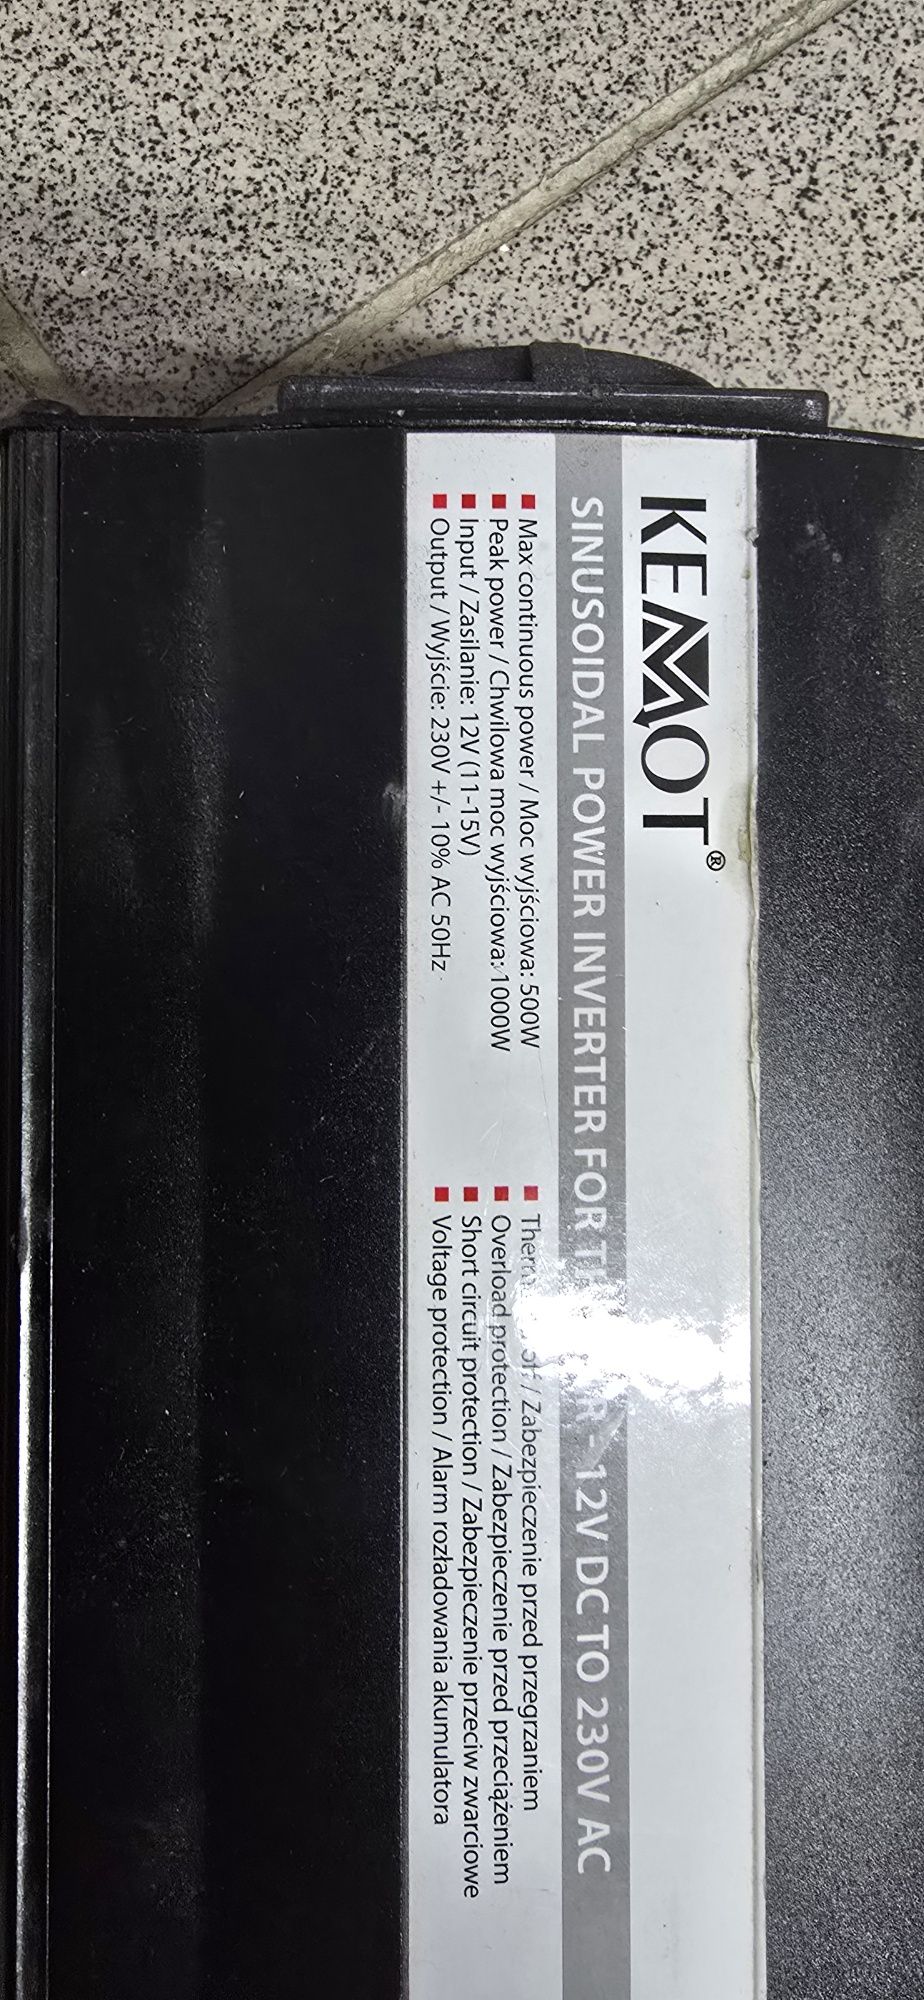 KEMOT®
SINUSOIDAL POWER INVERTER FOR - 12V DC TO 230V AC
Max continuous power / Moc wyjściowa: 500W
Peak power / Chwilowa moc wyjściowa: 1000W
Input / Zasilanie: 12V (11-15V)
Output / Wyjście: 230V +/- 10% AC 50Hz
/ Zabezpieczenie przed przegrzaniem
Overload protection / Zabezpieczenie przed przeciążeniem
Short circuit protection / Zabezpieczenie przeciw zwarciowe
Voltage protection / Alarm rozładowania akumulatora